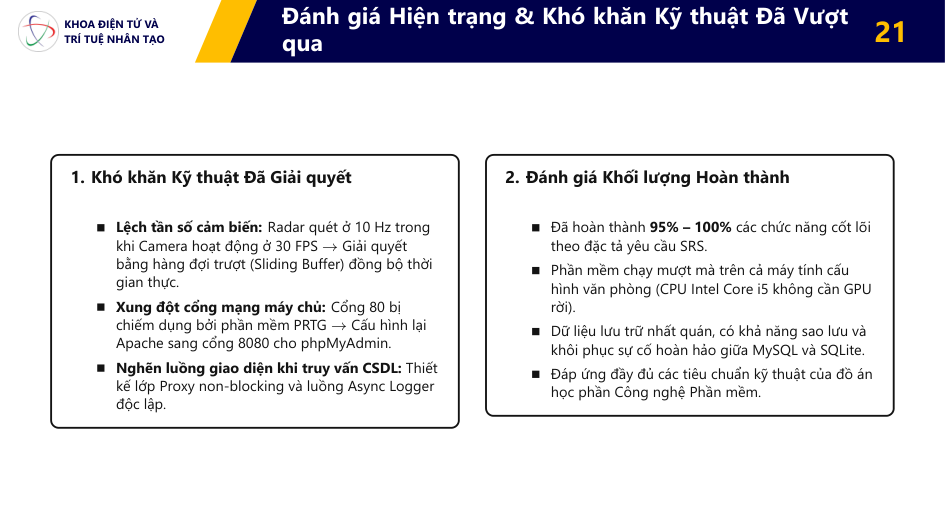 KHOA ĐIỆN TỬ VÀ
TRÍ TUỆ NHÂN TẠO
Đánh giá Hiện trạng & Khó khăn Kỹ thuật Đã Vượt
qua
21
1. Khó khăn Kỹ thuật Đã Giải quyết
■ Lệch tần số cảm biến: Radar quét ở 10 Hz trong
khi Camera hoạt động ở 30 FPS → Giải quyết
bằng hàng đợi trượt (Sliding Buffer) đồng bộ thời
gian thực.
■ Xung đột cổng mạng máy chủ: Cổng 80 bị
chiếm dụng bởi phần mềm PRTG → Cấu hình lại
Apache sang cổng 8080 cho phpMyAdmin.
■ Nghẽn luồng giao diện khi truy vấn CSDL: Thiết
kế lớp Proxy non-blocking và luồng Async Logger
độc lập.
2. Đánh giá Khối lượng Hoàn thành
■ Đã hoàn thành 95% – 100% các chức năng cốt lõi
theo đặc tả yêu cầu SRS.
■ Phần mềm chạy mượt mà trên cả máy tính cấu
hình văn phòng (CPU Intel Core i5 không cần GPU
rời).
■ Dữ liệu lưu trữ nhất quán, có khả năng sao lưu và
khôi phục sự cố hoàn hảo giữa MySQL và SQLite.
■ Đáp ứng đầy đủ các tiêu chuẩn kỹ thuật của đồ án
học phần Công nghệ Phần mềm.